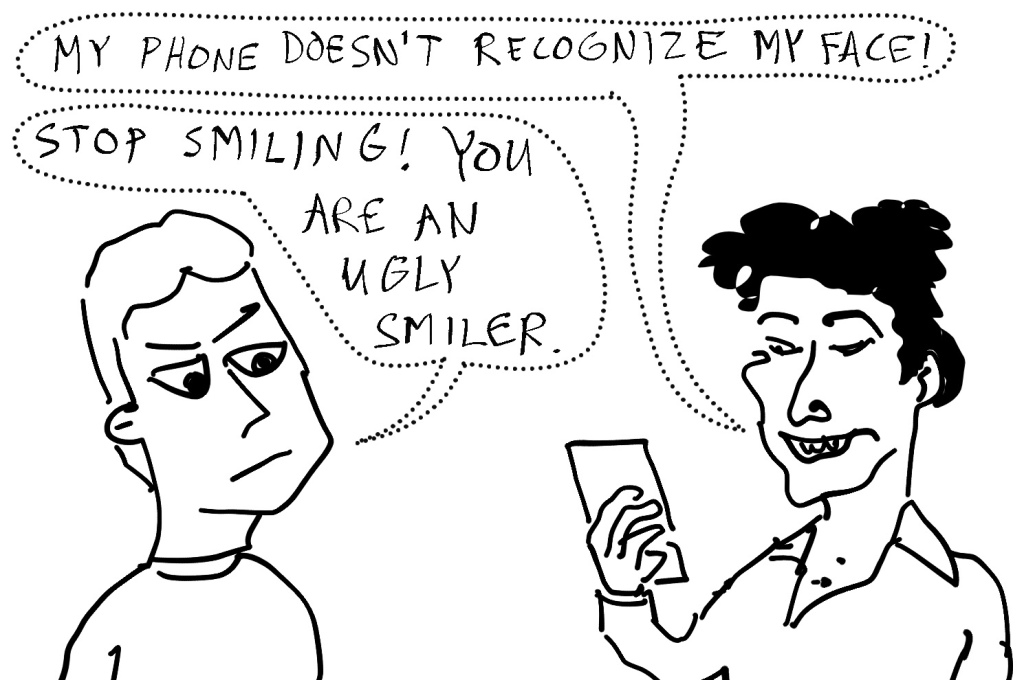 MY PHONE DOESN'T RECOGNIZE MY FACE!
STOP SMILING! YOU
ARE AN
UGLY
SMILER.